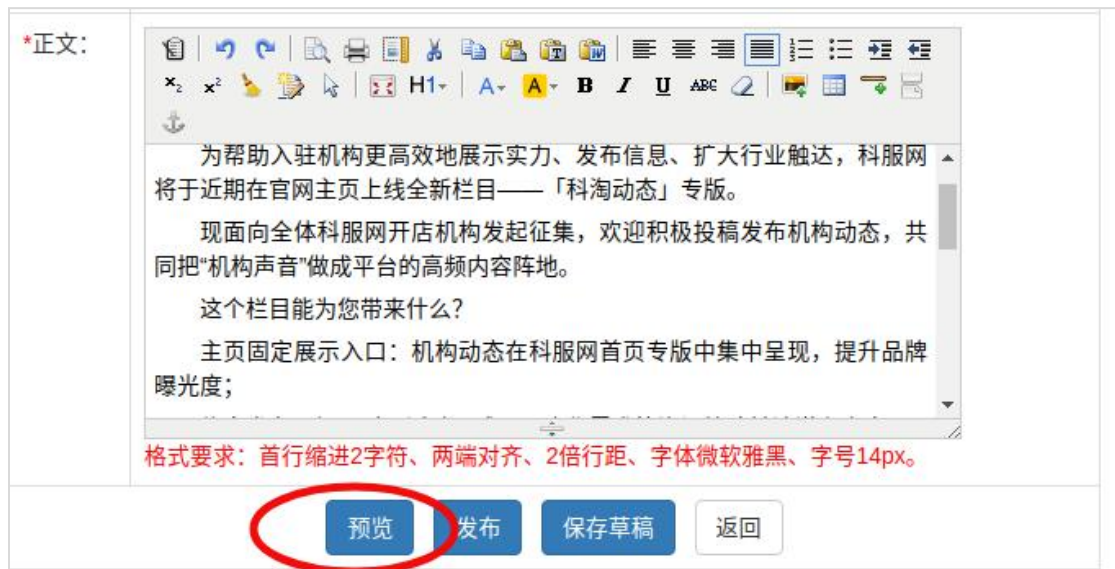 *正文：
H1
A
A
B I U ABC
为帮助入驻机构更高效地展示实力、发布信息、扩大行业触达，科服网
将于近期在官网主页上线全新栏目——「科淘动态」专版。
现面向全体科服网开店机构发起征集，欢迎积极投稿发布机构动态，共
同把“机构声音”做成平台的高频内容阵地。
这个栏目能为您带来什么？
主页固定展示入口：机构动态在科服网首页专版中集中呈现，提升品牌
曝光度；
格式要求：首行缩进2字符、两端对齐、2倍行距、字体微软雅黑、字号14px。
预览 发布 保存草稿 返回